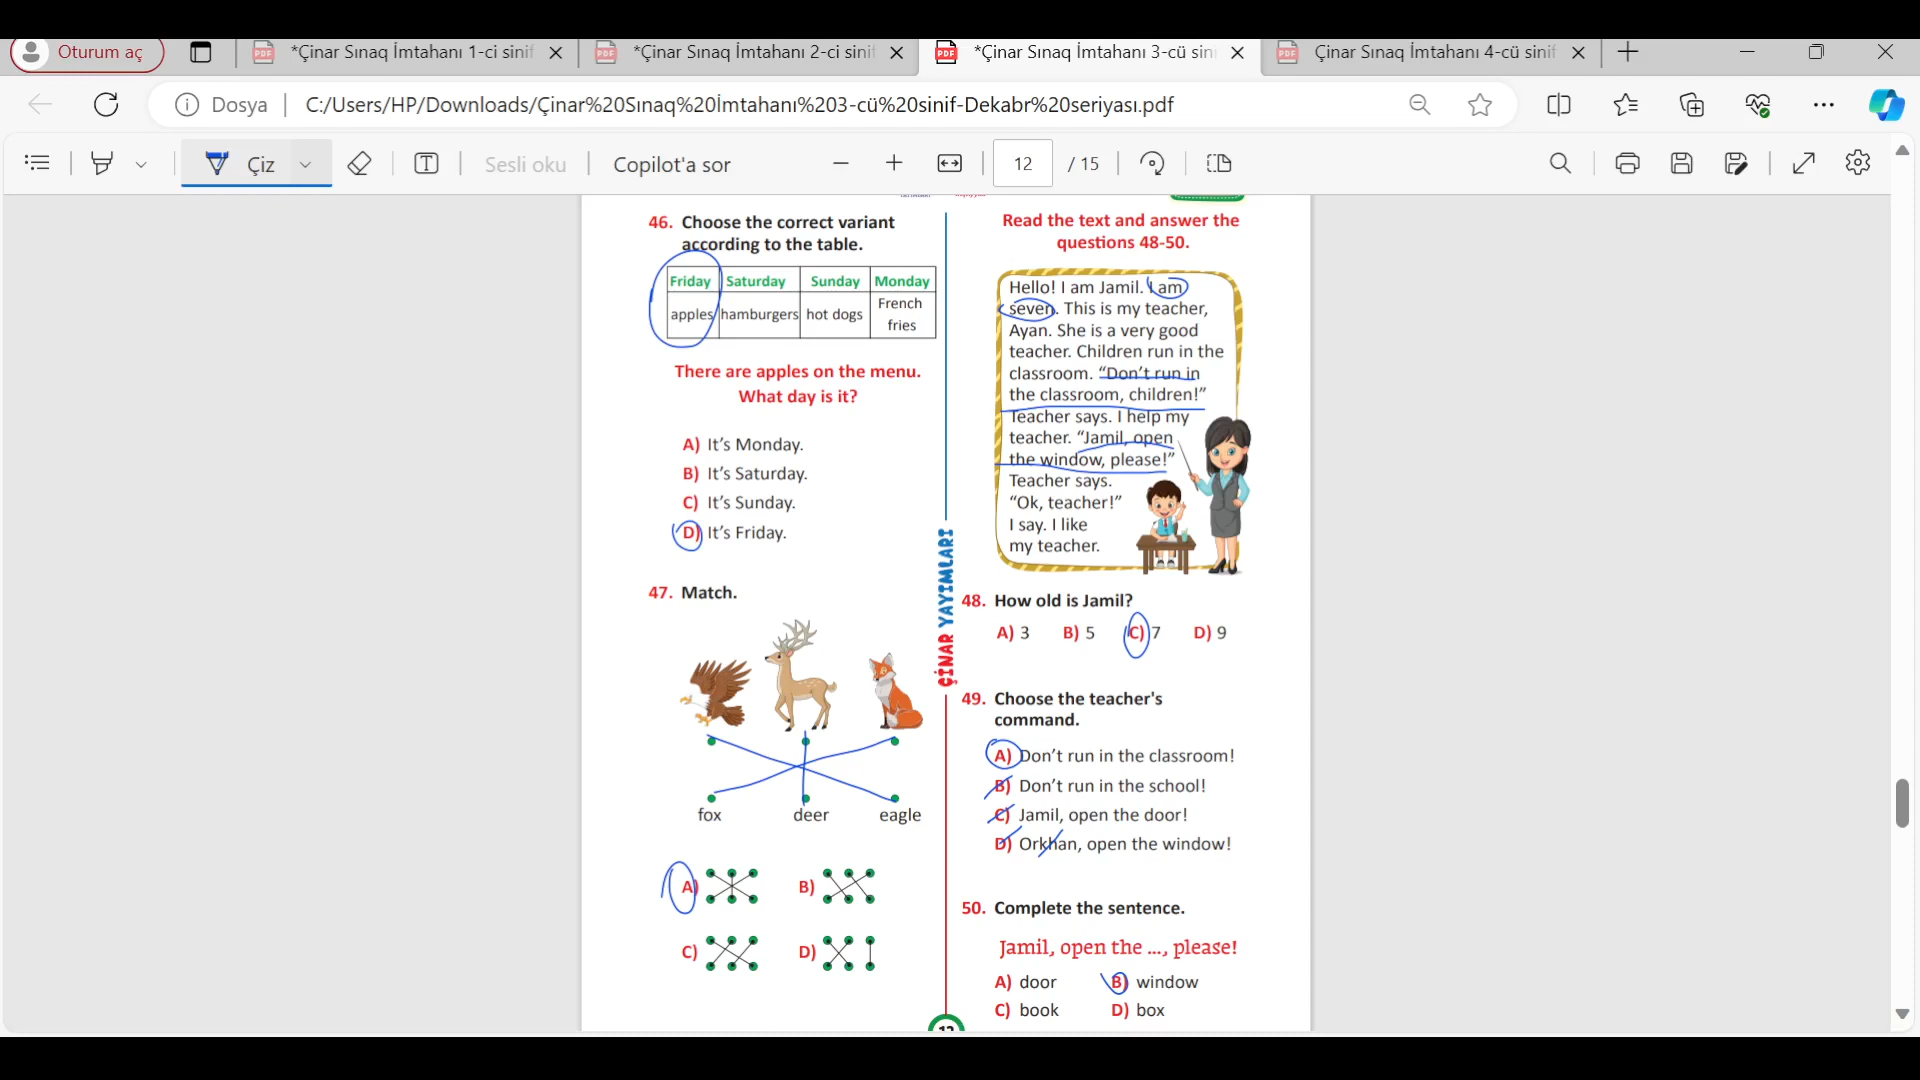 Oturum aç
*Çinar Sınaq İmtahanı 1-ci sinif
*Çinar Sınaq İmtahanı 2-ci sinif
*Çinar Sınaq İmtahanı 3-cü sini
Çinar Sınaq İmtahanı 4-cü sinif
Dosya
C:/Users/HP/Downloads/Çinar%20Sınaq%20İmtahanı%203-cü%20sinif-Dekabr%20seriyası.pdf
Çiz
Sesli oku
Copilot'a sor
12
/ 15
46. Choose the correct variant
according to the table.
Friday Saturday Sunday Monday
apples hamburgers hot dogs French
fries
There are apples on the menu.
What day is it?
A) It's Monday.
B) It's Saturday.
C) It's Sunday.
D) It's Friday.
47. Match.
fox deer eagle
A) B)
C) D)
ÇİNAR YAYIMLARI
Read the text and answer the
questions 48-50.
Hello! I am Jamil. I am
seven. This is my teacher,
Ayan. She is a very good
teacher. Children run in the
classroom. “Don't run in
the classroom, children!”
Teacher says. I help my
teacher. “Jamil, open
the window, please!”
Teacher says.
“Ok, teacher!”
I say. I like
my teacher.
48. How old is Jamil?
A) 3 B) 5 C) 7 D) 9
49. Choose the teacher's
command.
A) Don't run in the classroom!
B) Don't run in the school!
C) Jamil, open the door!
D) Orkhan, open the window!
50. Complete the sentence.
Jamil, open the ..., please!
A) door B) window
C) book D) box
12